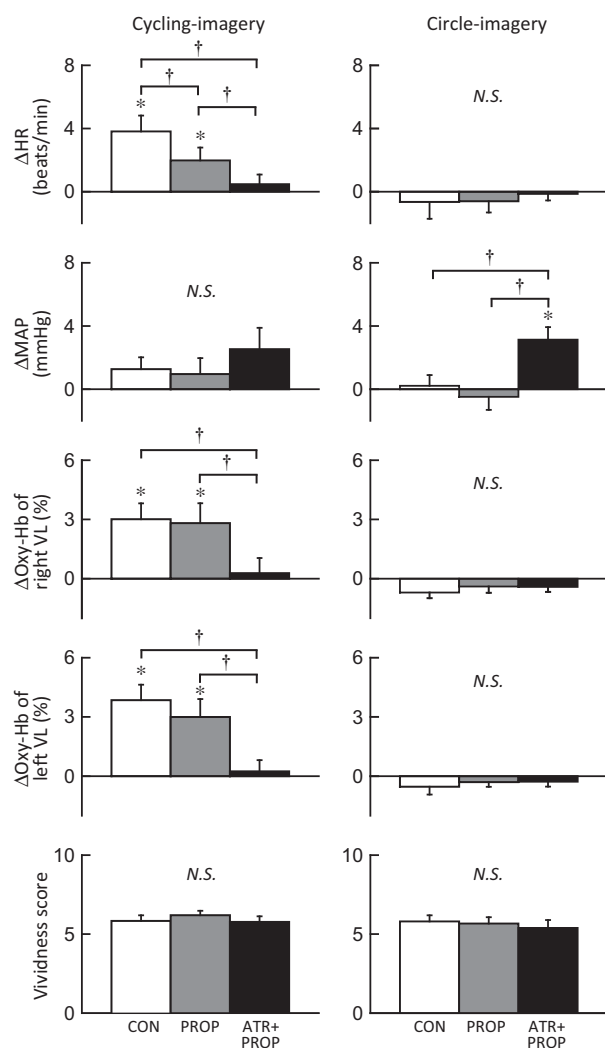 Cycling-imagery
Circle-imagery
ΔHR
(beats/min)
8
4
0
†
†
†
*
*
8
4
0
N.S.
ΔMAP
(mmHg)
8
4
0
N.S.
8
4
0
†
†
*
ΔOxy-Hb of
right VL (%)
6
3
0
†
†
*
*
6
3
0
N.S.
ΔOxy-Hb of
left VL (%)
6
3
0
†
†
*
*
6
3
0
N.S.
Vividness score
10
5
0
N.S.
CON
PROP
ATR+
PROP
10
5
0
N.S.
CON
PROP
ATR+
PROP